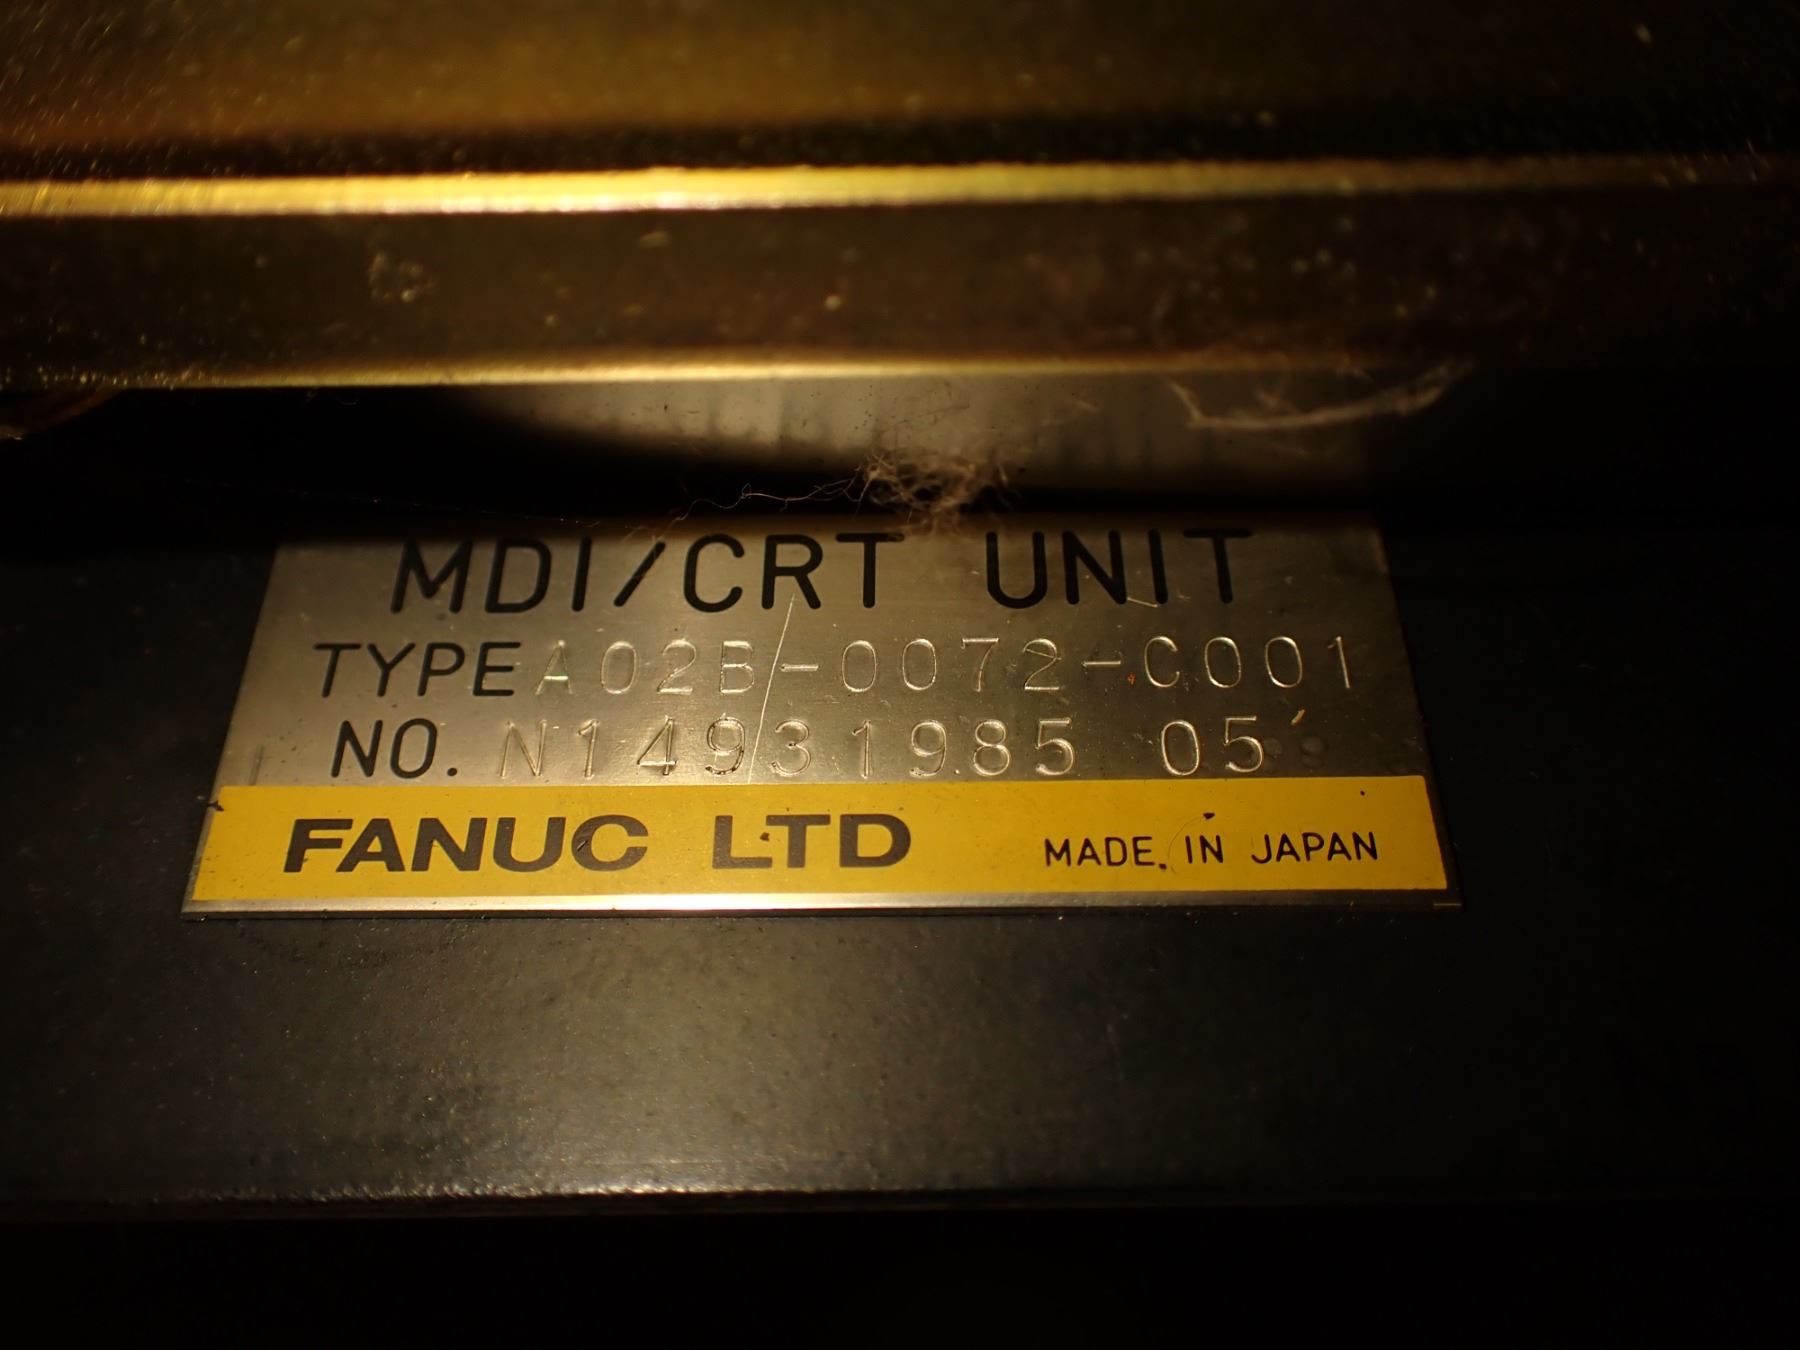 MDI/CRT UNIT
TYPE A02B-0072-C001
NO. N14931985 05
FANUC LTD MADE IN JAPAN